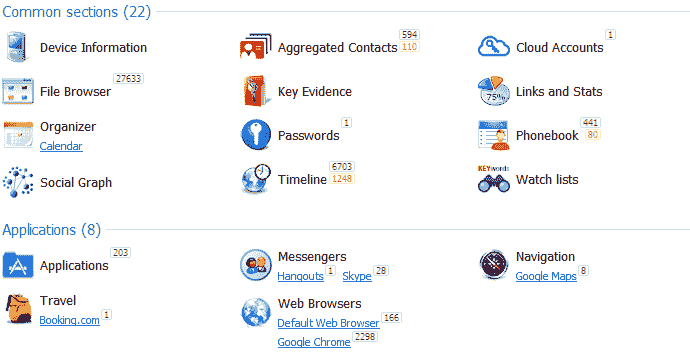 Common sections (22)
Device Information
Aggregated Contacts 594 110
Cloud Accounts 1
File Browser 27633
Key Evidence
75%
Links and Stats
Organizer
Calendar
Passwords 1
Phonebook 441 80
Social Graph
Timeline 6703 1248
KEYwords
Watch lists
Applications (8)
Applications 203
Messengers
Hangouts 1 Skype 28
Navigation
Google Maps 8
Travel
Booking.com 1
Web Browsers
Default Web Browser 166
Google Chrome 2298